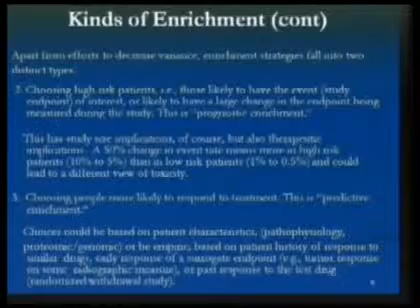 Kinds of Enrichment (cont)
Apart from efforts to decrease variance, enrichment strategies fall into two
distinct types.
2. Choosing high risk patients, i.e., those likely to have the event (study
endpoint) of interest, or likely to have a large change in the endpoint being
measured during the study. This is "prognostic enrichment."
This has study size implications, of course, but also therapeutic
implications. A 50% change in event rate means more in high risk
patients (10% to 5%) than in low risk patients (1% to 0.5%) and could
lead to a different view of toxicity.
3. Choosing people more likely to respond to treatment. This is "predictive
enrichment."
Choices could be based on patient characteristics, (pathophysiology,
proteomic/genomic) or be empiric, based on patient history of response to
similar drugs, early response of a surrogate endpoint (e.g., tumor response
on some radiographic measure), or past response to the test drug
(randomized withdrawal study).